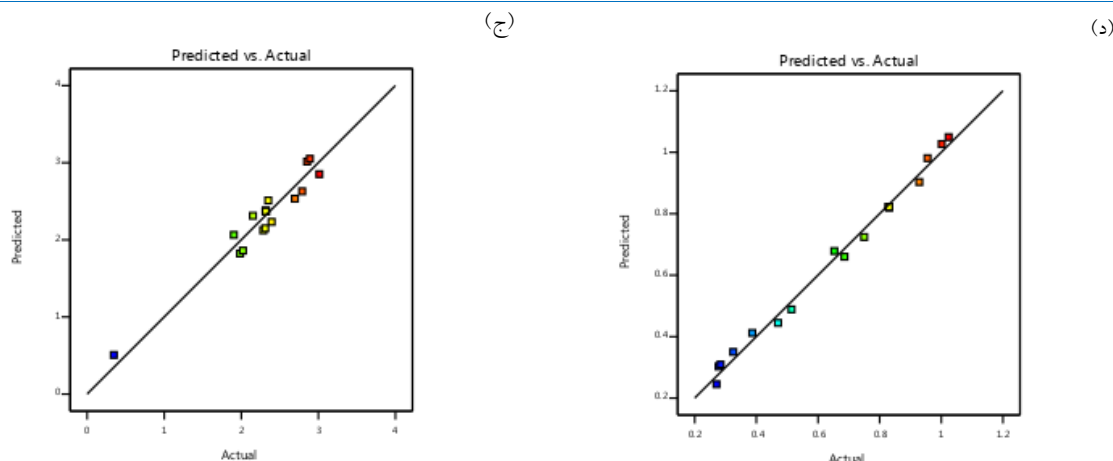 (ج)
Predicted vs. Actual
4
3
2
1
0
Predicted
0 1 2 3 4
Actual
(د)
Predicted vs. Actual
1.2
1
0.8
0.6
0.4
0.2
Predicted
0.2 0.4 0.6 0.8 1 1.2
Actual